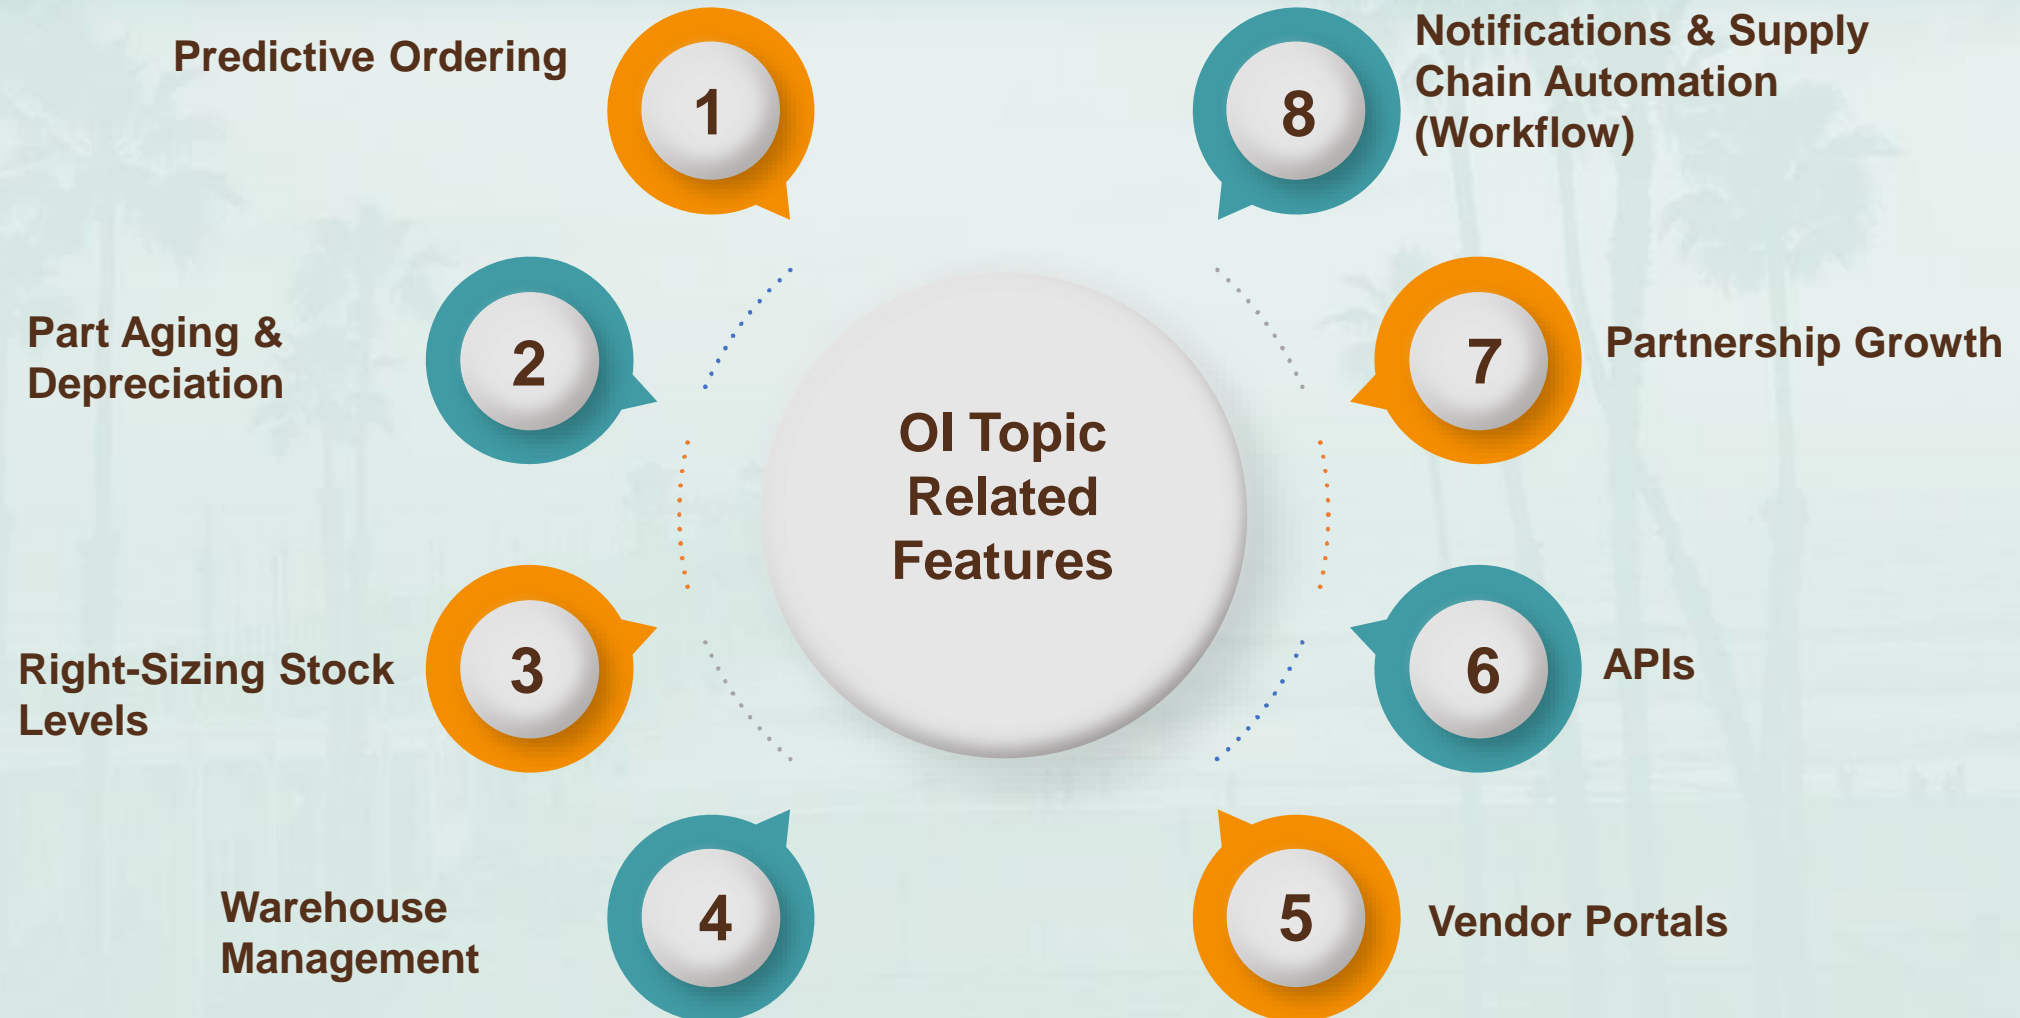 Predictive Ordering
1
Part Aging &
Depreciation
2
Right-Sizing Stock
Levels
3
Warehouse
Management
4
OI Topic
Related
Features
Notifications & Supply
Chain Automation
(Workflow)
8
Partnership Growth
7
APIs
6
Vendor Portals
5